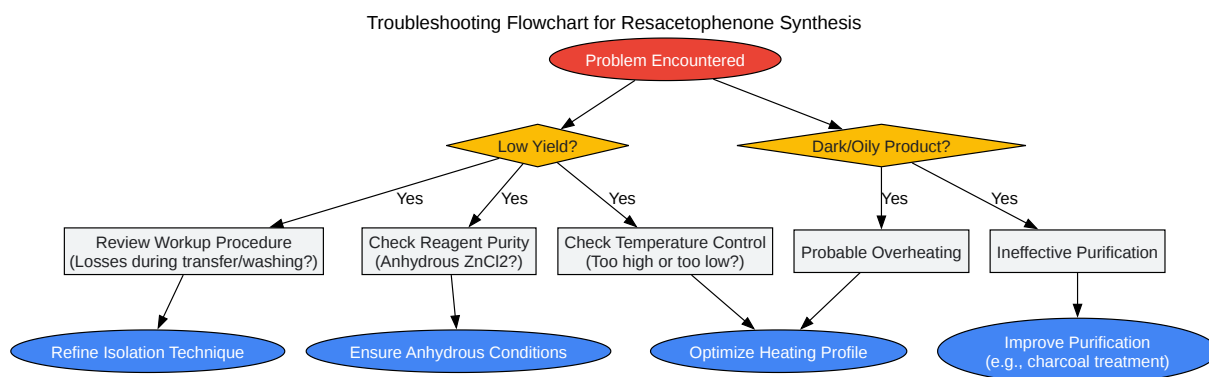 Troubleshooting Flowchart for Resacetophenone Synthesis
Problem Encountered
Low Yield?
Dark/Oily Product?
Yes
Yes
Yes
Yes
Yes
Review Workup Procedure
(Losses during transfer/washing?)
Check Reagent Purity
(Anhydrous ZnCl2?)
Check Temperature Control
(Too high or too low?)
Probable Overheating
Ineffective Purification
Refine Isolation Technique
Ensure Anhydrous Conditions
Optimize Heating Profile
Improve Purification
(e.g., charcoal treatment)